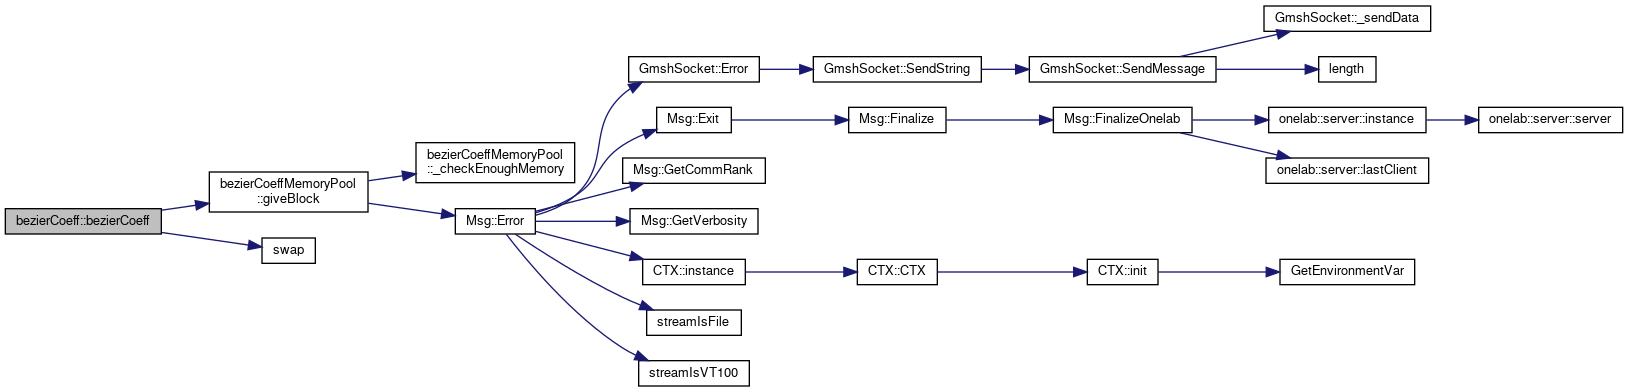 bezierCoeff::bezierCoeff
bezierCoeffMemoryPool
::giveBlock
swap
bezierCoeffMemoryPool
::_checkEnoughMemory
Msg::Error
GmshSocket::Error
GmshSocket::SendString
GmshSocket::SendMessage
GmshSocket::_sendData
length
Msg::Exit
Msg::Finalize
Msg::FinalizeOnelab
onelab::server::instance
onelab::server::server
onelab::server::lastClient
Msg::GetCommRank
Msg::GetVerbosity
CTX::instance
CTX::CTX
CTX::init
GetEnvironmentVar
streamIsFile
streamIsVT100